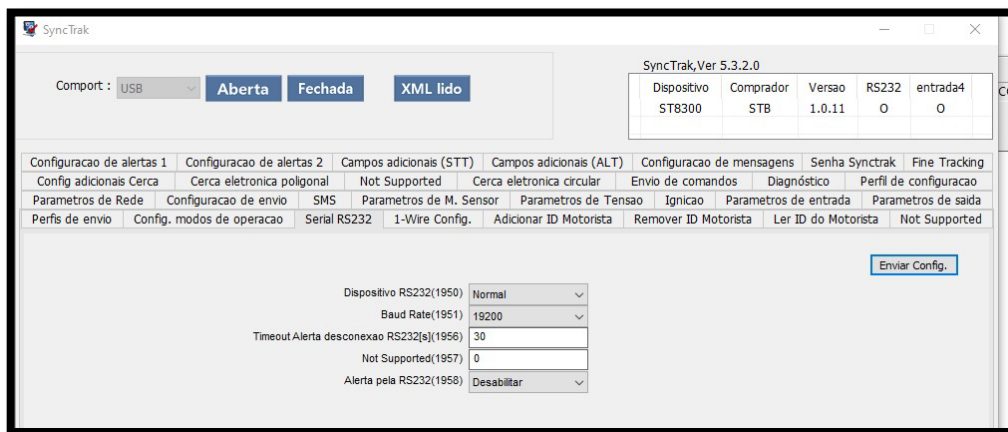 SyncTrak
SyncTrak,Ver 5.3.2.0
Comport : USB Aberta Fechada XML lido
Dispositivo Comprador Versao RS232 entrada4
ST8300 STB 1.0.11 O O
Configuracao de alertas 1 Configuracao de alertas 2 Campos adicionais (STT) Campos adicionais (ALT) Configuracao de mensagens Senha Synctrak Fine Tracking
Config adicionais Cerca Cerca eletronica poligonal Not Supported Cerca eletronica circular Envio de comandos Diagnóstico Perfil de configuracao
Parametros de Rede Configuracao de envio SMS Parametros de M. Sensor Parametros de Tensao Ignicao Parametros de entrada Parametros de saida
Perfis de envio Config. modos de operacao Serial RS232 1-Wire Config. Adicionar ID Motorista Remover ID Motorista Ler ID do Motorista Not Supported
Enviar Config.
Dispositivo RS232(1950) Normal
Baud Rate(1951) 19200
Timeout Alerta desconexao RS232[s](1956) 30
Not Supported(1957) 0
Alerta pela RS232(1958) Desabilitar